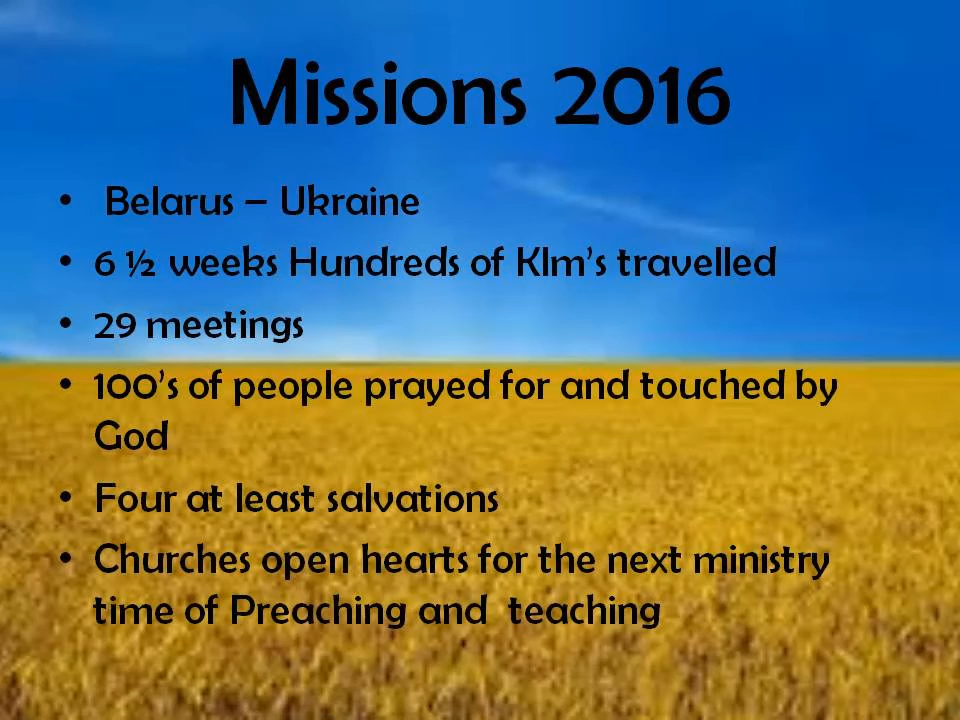 Missions 2016
• Belarus – Ukraine
• 6 ½ weeks Hundreds of Klm's travelled
• 29 meetings
• 100's of people prayed for and touched by
God
• Four at least salvations
• Churches open hearts for the next ministry
time of Preaching and  teaching